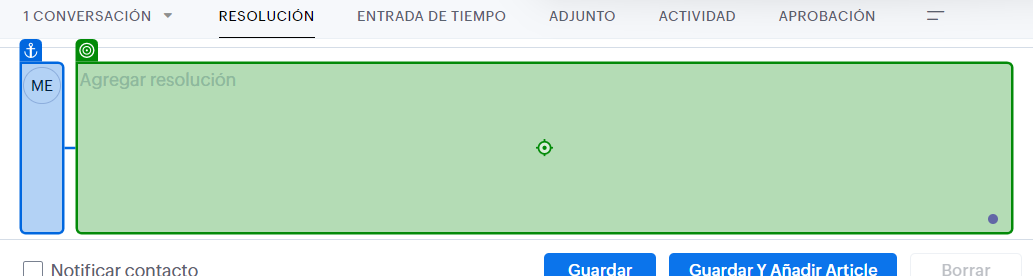 1 CONVERSACIÓN RESOLUCIÓN ENTRADA DE TIEMPO ADJUNTO ACTIVIDAD APROBACIÓN
ME Agregar resolución
Notificar contacto Guardar Guardar Y Añadir Article Borrar